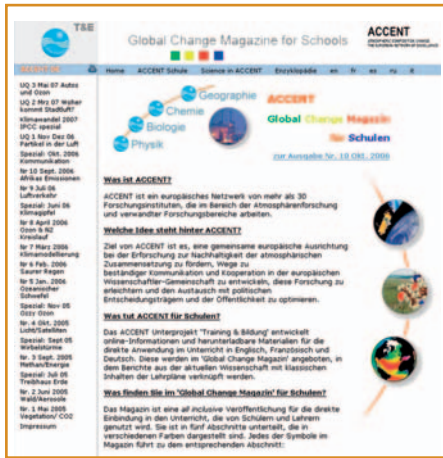 T&E
Global Change Magazine for Schools
ACCENT
ATMOSPHERIC COMPOSITION CHANGE
THE EUROPEAN NETWORK OF EXCELLENCE
Home ACCENT Schule Science in ACCENT Enzyklopädie en fr es ru it
UQ 3 Mai 07 Autos
und Ozon
UQ 2 Mrz 07 Woher
kommt Stadtluft?
Klimawandel 2007
IPCC spezial
UQ 1 Nov Dez 06
Partikel in der Luft
Spezial: Okt. 2006
Kommunikation
Nr 10 Sept. 2006
Afrikas Emissionen
Nr 9 Juli 06
Luftverkehr
Spezial: Juni 06
Klimagipfel
Nr 8 April 2006
Ozon & N2
Kreislauf
Nr 7 März 2006
Klimamodellierung
Nr 6 Feb. 2006
Saurer Regen
Nr 5 Jan. 2006
Ozeanischer
Schwefel
Spezial: Nov 05
Ozzy Ozon
Nr. 4 Okt. 2005
Licht/Satelliten
Spezial: Sept 05
Wirbelstürme
Nr. 3 Sept. 2005
Methan/Energie
Spezial: Juli 05
Treibhaus Erde
Nr. 2 Juni 2005
Wald/Aerosole
Nr. 1 Mai 2005
Vegetation/ CO2
Impressum
Geographie
Chemie
Biologie
Physik
ACCENT
Global Change Magazin
für Schulen
zur Ausgabe Nr. 10 OKt. 2006
Was ist ACCENT?
ACCENT ist ein europäisches Netzwerk von mehr als 30
Forschungsinstituten, die im Bereich der Atmosphärenforschung
und verwandter Forschungsbereiche arbeiten.
Welche Idee steht hinter ACCENT?
Ziel von ACCENT ist es, eine gemeinsame europäische Ausrichtung
bei der Erforschung zur Nachhaltigkeit der atmosphärischen
Zusammensetzung zu fördern, Wege zu
beständiger Kommunikation und Kooperation in der europäischen
Wissenschaftler-Gemeinschaft zu entwickeln, diese Forschung zu
erleichtern und den Austausch mit politischen
Entscheidungsträgern und der Öffentlichkeit zu optimieren.
Was tut ACCENT für Schulen?
Das ACCENT Unterprojekt 'Training & Bildung' entwickelt
online-Informationen und herunterladbare Materialien für die
direkte Anwendung im Unterricht in Englisch, Französisch und
Deutsch. Diese werden im 'Global Change Magazin' angeboten, in
dem Berichte aus der aktuellen Wissenschaft mit klassischen
Inhalten der Lehrpläne verknüpft werden.
Was finden Sie im 'Global Change Magazin' für Schulen?
Das Magazin ist eine all inclusive Veröffentlichung für die direkte
Einbindung in den Unterricht, die von Schülern und Lehrern
genutzt wird. Sie ist in fünf Abschnitte unterteilt, die in
verschiedenen Farben dargestellt sind. Jedes der Symbole im
Magazin führt zu dem entsprechenden Abschnitt: